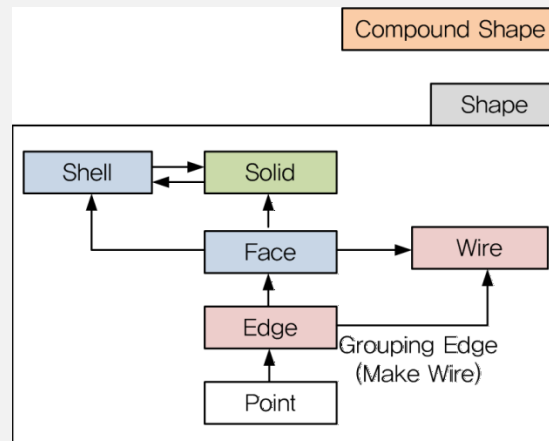 Compound Shape
Shape
Shell
Solid
Face
Wire
Edge
Grouping Edge
(Make Wire)
Point